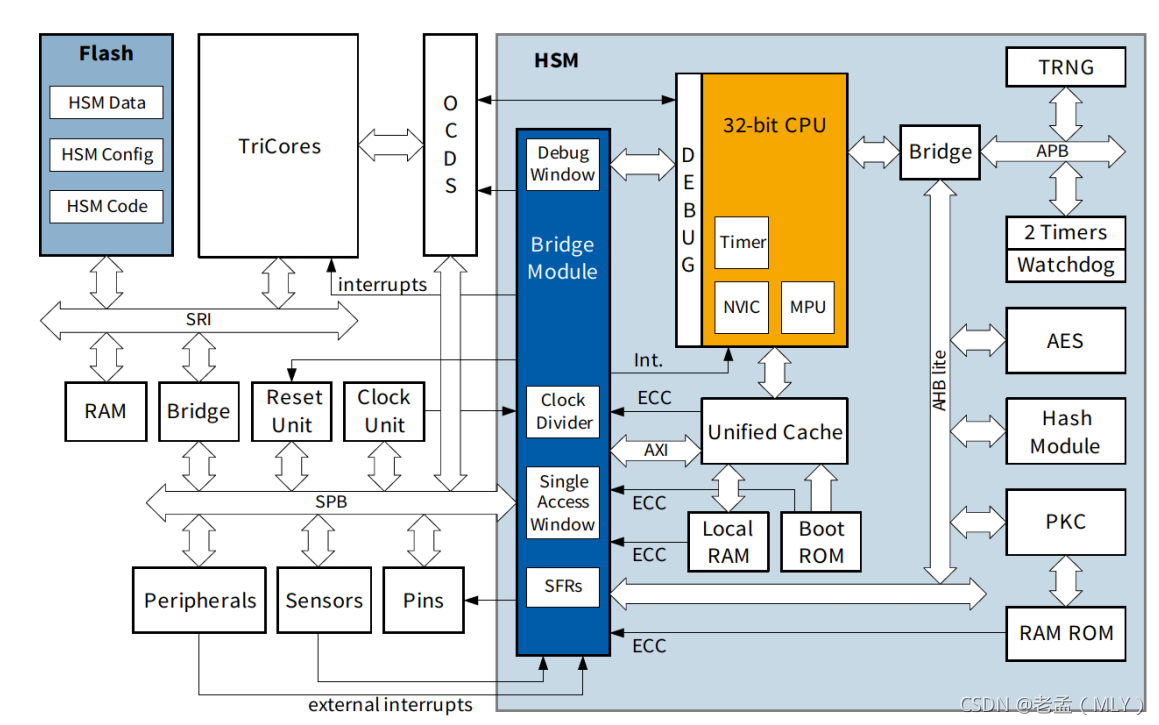 Flash
HSM Data
HSM Config
HSM Code
TriCores
O
C
D
S
HSM
Debug
Window
Bridge
Module
Clock
Divider
Single
Access
Window
SFRs
D
E
B
U
G
32-bit CPU
Timer
NVIC
MPU
Bridge
TRNG
APB
2 Timers
Watchdog
interrupts
SRI
Int.
RAM
Bridge
Reset
Unit
Clock
Unit
ECC
Unified Cache
AXI
AHB lite
AES
Hash
Module
PKC
RAM ROM
SPB
ECC
Local
RAM
Boot
ROM
ECC
Peripherals
Sensors
Pins
ECC
external interrupts
CSDN @老孟（MLY）